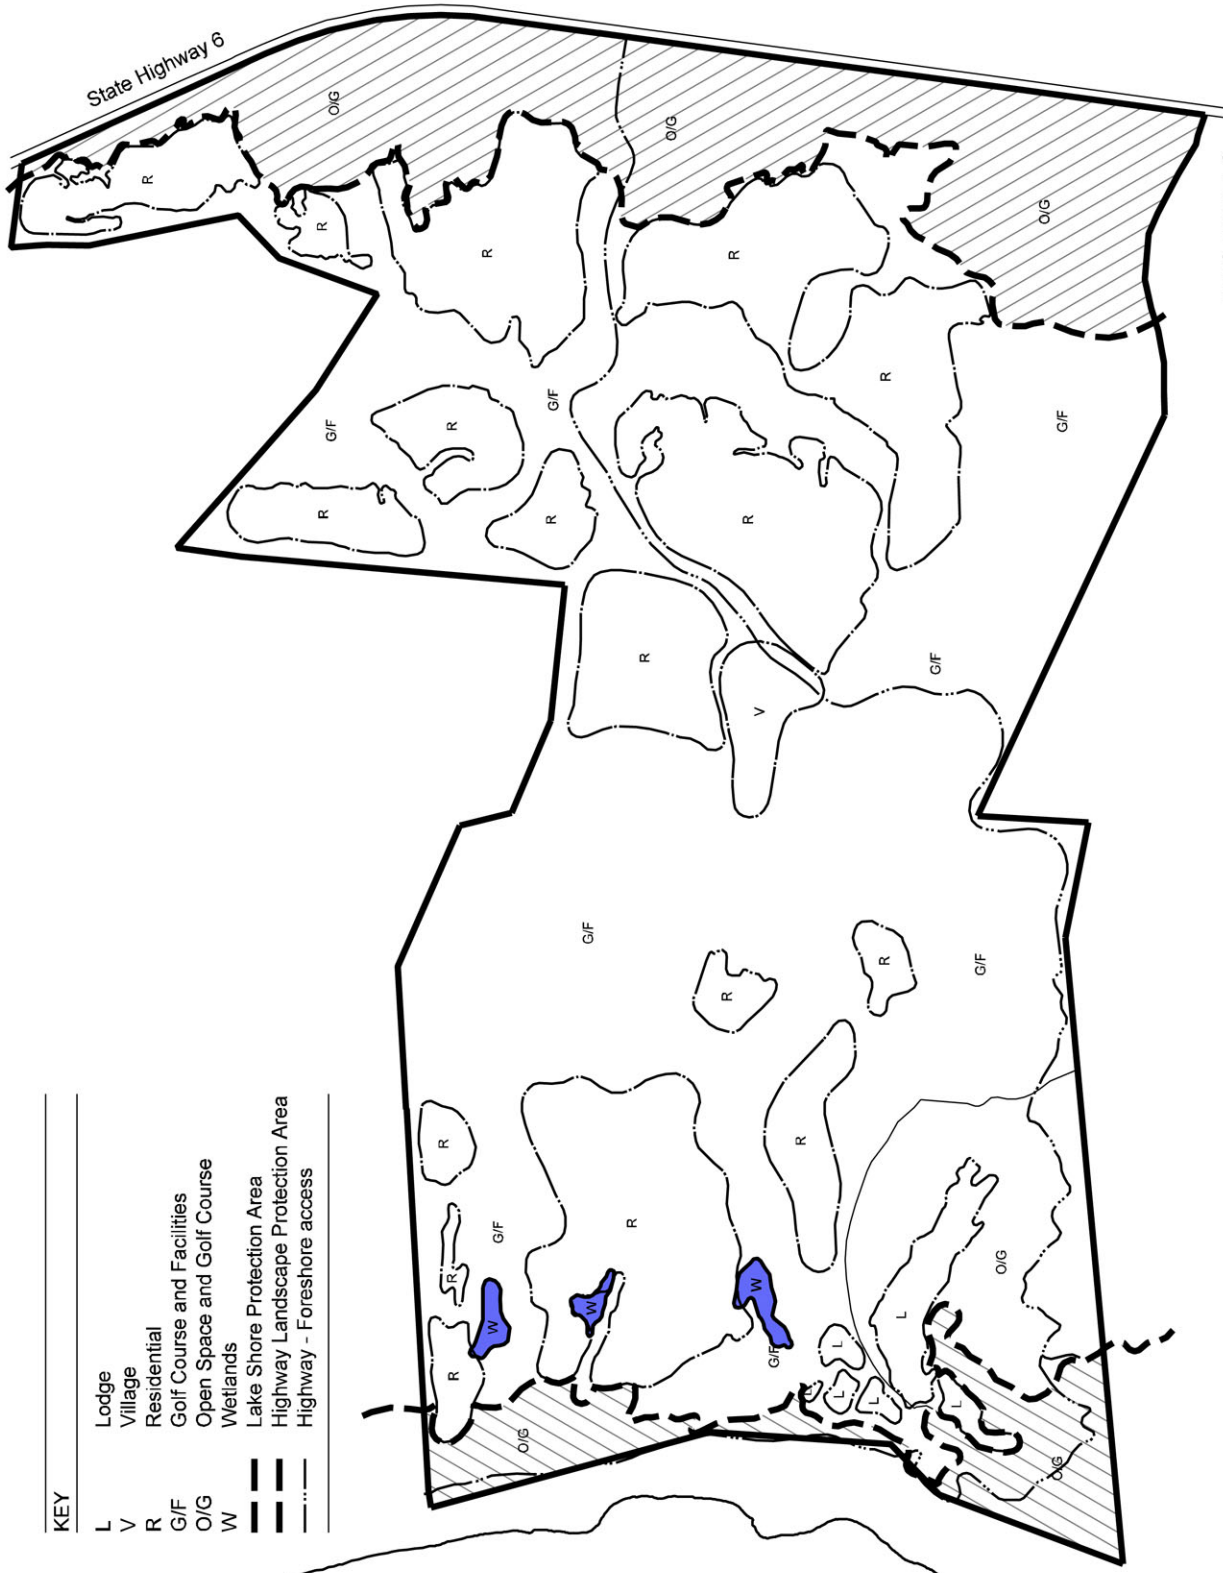 State Highway 6
O/G
R
O/G
R
R
O/G
R
R
G/F
R
G/F
R
G/F
R
R
R
R
G/F
V
G/F
R
R
G/F
R
R
R
G/F
R
R
W
W
W
R
G/F
L
L
L
L
L
L
O/G
O/G
O/G
KEY
L Lodge
V Village
R Residential
G/F Golf Course and Facilities
O/G Open Space and Golf Course
W Wetlands
Lake Shore Protection Area
Highway Landscape Protection Area
Highway - Foreshore access